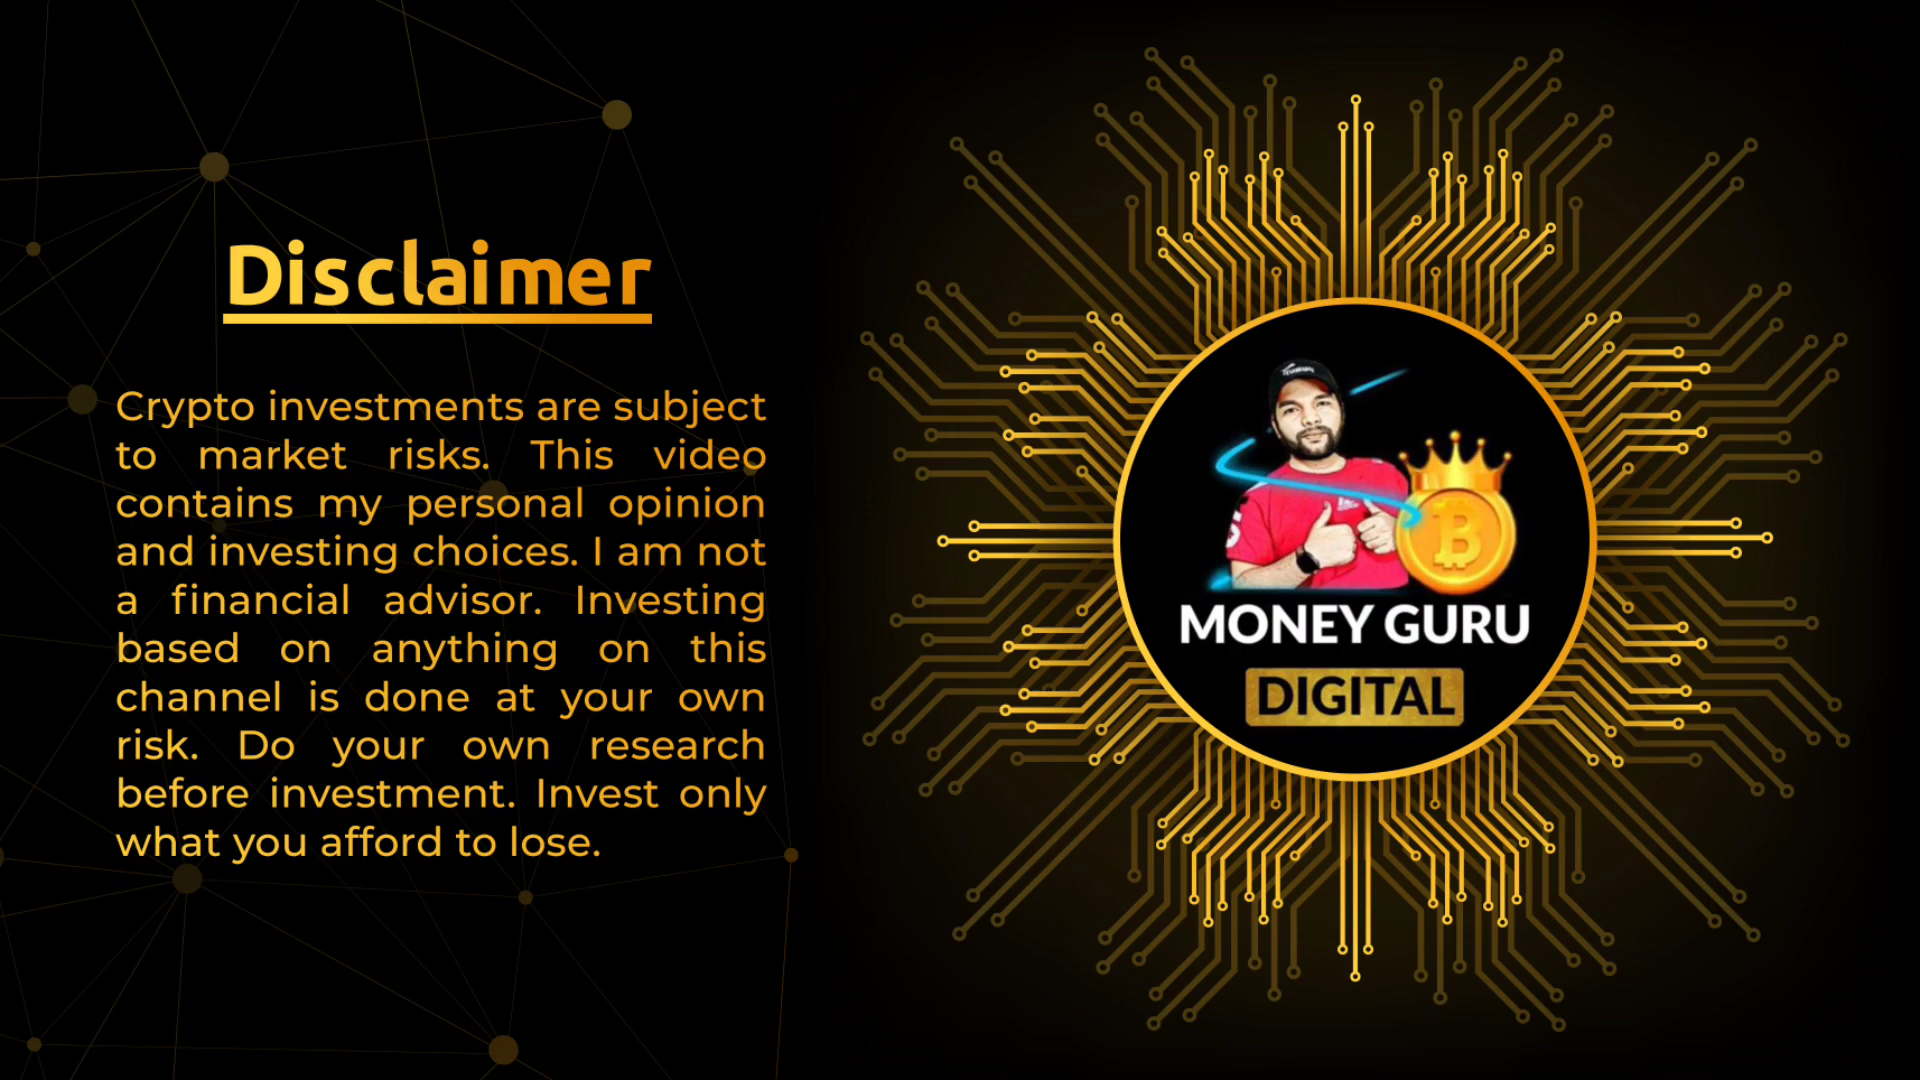 Disclaimer
Crypto investments are subject
to market risks. This video
contains my personal opinion
and investing choices. I am not
a financial advisor. Investing
based on anything on this
channel is done at your own
risk. Do your own research
before investment. Invest only
what you afford to lose.
B
MONEY GURU
DIGITAL